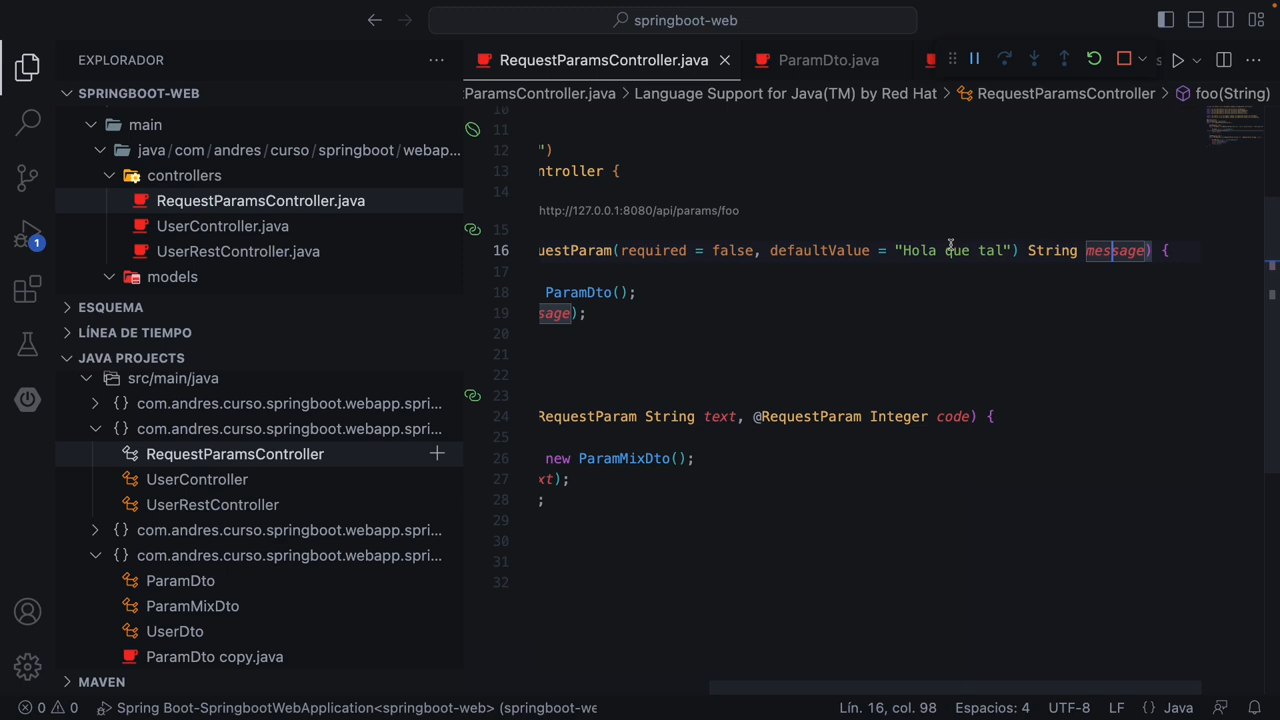 springboot-web
EXPLORADOR
SPRINGBOOT-WEB
main
java/com/andres/curso/springboot/webap...
controllers
RequestParamsController.java
UserController.java
UserRestController.java
models
ESQUEMA
LÍNEA DE TIEMPO
JAVA PROJECTS
src/main/java
{} com.andres.curso.springboot.webapp.spri...
{} com.andres.curso.springboot.webapp.spri...
RequestParamsController
UserController
UserRestController
{} com.andres.curso.springboot.webapp.spri...
{} com.andres.curso.springboot.webapp.spri...
ParamDto
ParamMixDto
UserDto
ParamDto copy.java
MAVEN
1
RequestParamsController.java
ParamDto.java
ParamsController.java > Language Support for Java(TM) by Red Hat > RequestParamsController > foo(String)
10
11
12 ")
13 ntroller {
14
http://127.0.0.1:8080/api/params/foo
15
16 questParam(required = false, defaultValue = "Hola que tal") String message) {
17
18 ParamDto();
19 sage);
20
21
22
23
24 RequestParam String text, @RequestParam Integer code) {
25
26 new ParamMixDto();
27 xt);
28 ;
29
30
31
32
0 0 Spring Boot-SpringbootWebApplication<springboot-web> (springboot-we
Lín. 16, col. 98 Espacios: 4 UTF-8 LF {} Java